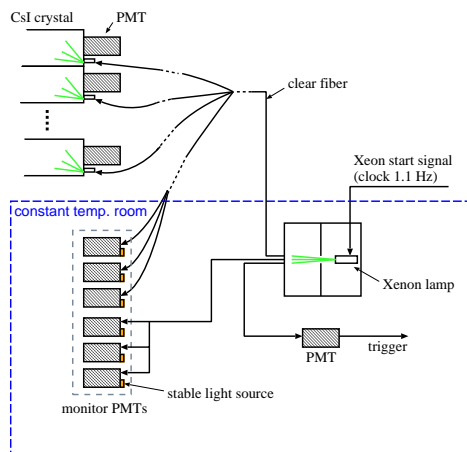 CsI crystal
PMT
clear fiber
Xeon start signal
(clock 1.1 Hz)
constant temp. room
Xenon lamp
PMT
trigger
stable light source
monitor PMTs